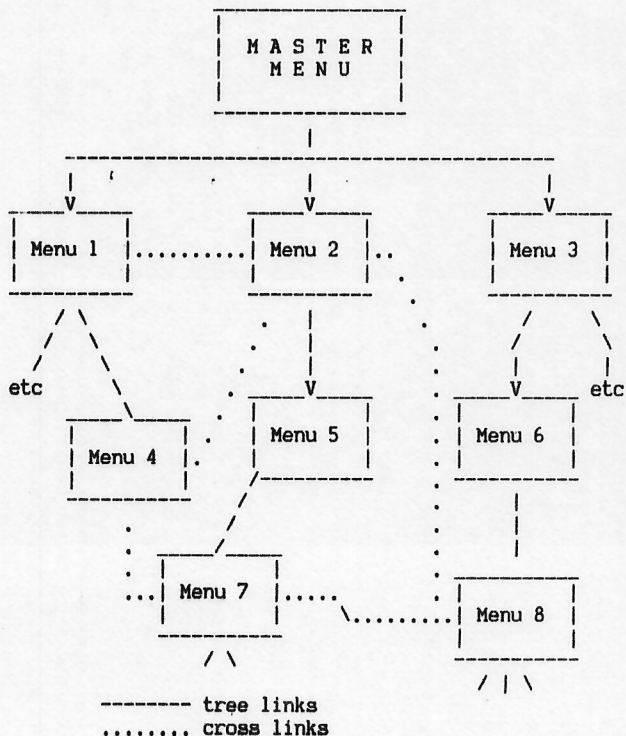 M A S T E R
M E N U
Menu 1
Menu 2
Menu 3
etc
etc
Menu 4
Menu 5
Menu 6
Menu 7
Menu 8
tree links
cross links